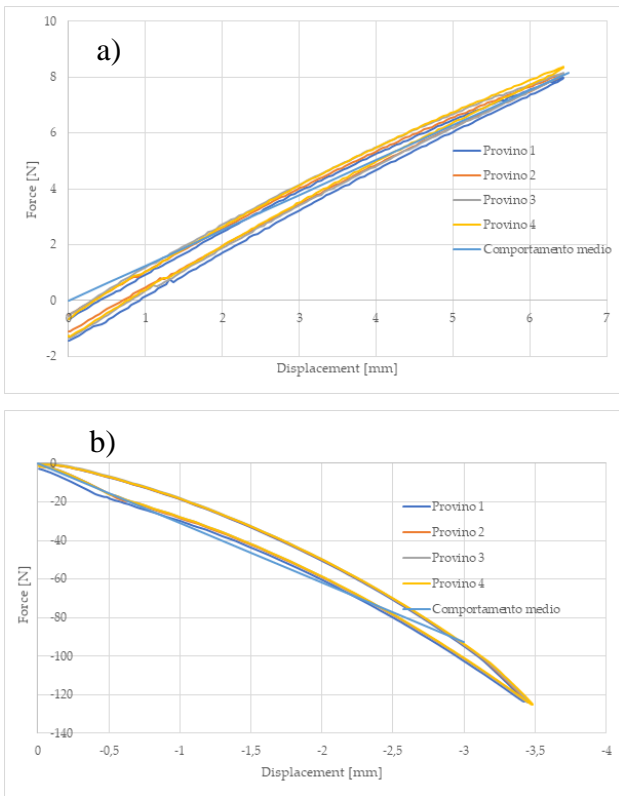 a)
10
8
6
4
2
0
-2
Force [N]
0
1
2
3
4
5
6
7
Displacement [mm]
Provino 1
Provino 2
Provino 3
Provino 4
Comportamento medio
b)
0
-20
-40
-60
-80
-100
-120
-140
Force [N]
0
-0,5
-1
-1,5
-2
-2,5
-3
-3,5
-4
Displacement [mm]
Provino 1
Provino 2
Provino 3
Provino 4
Comportamento medio